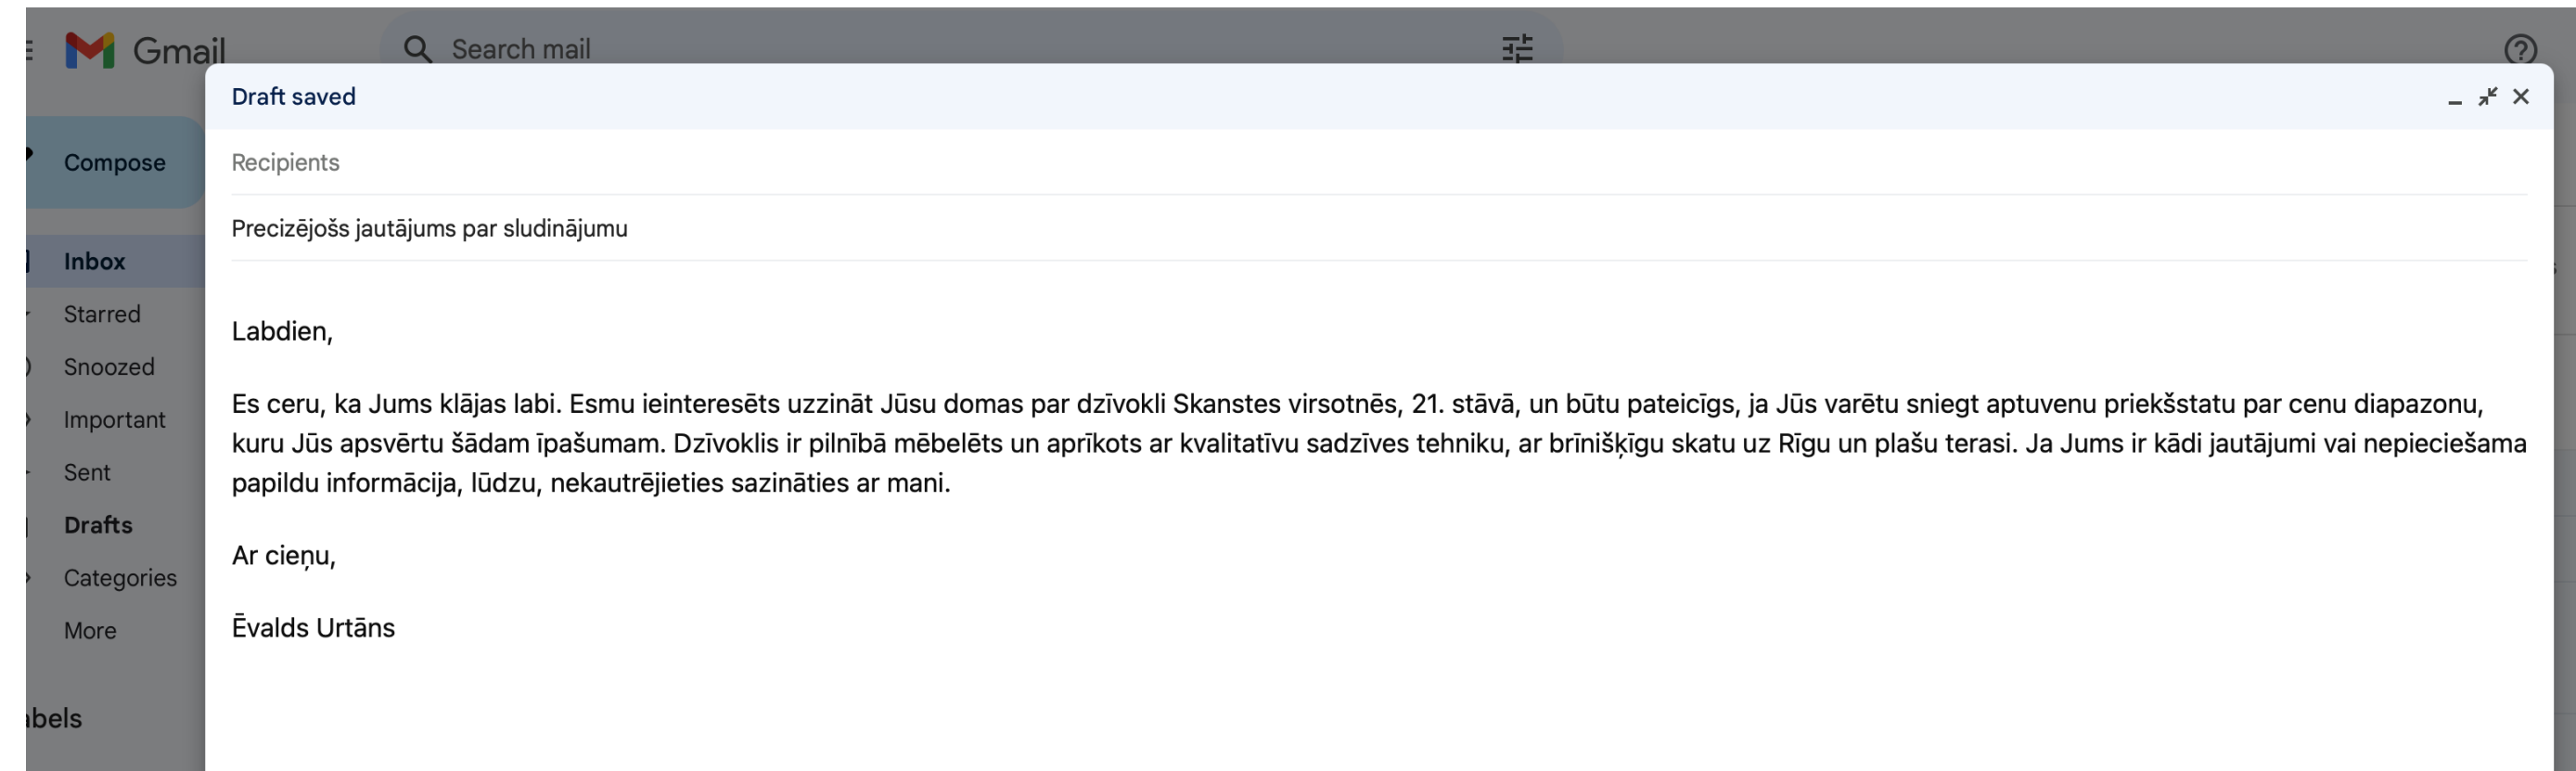 Gmail
Search mail
Draft saved
Compose
Recipients
Precizējošs jautājums par sludinājumu
Inbox
Starred
Snoozed
Important
Sent
Drafts
Categories
More
Labdien,
Es ceru, ka Jums klājas labi. Esmu ieinteresēts uzzināt Jūsu domas par dzīvokli Skanstes virsotnēs, 21. stāvā, un būtu pateicīgs, ja Jūs varētu sniegt aptuvenu priekšstatu par cenu diapazonu,
kuru Jūs apsvērtu šādam īpašumam. Dzīvoklis ir pilnībā mēbelēts un aprīkots ar kvalitatīvu sadzīves tehniku, ar brīnišķīgu skatu uz Rīgu un plašu terasi. Ja Jums ir kādi jautājumi vai nepieciešama
papildu informācija, lūdzu, nekautrējieties sazināties ar mani.
Ar cieņu,
Ēvalds Urtāns